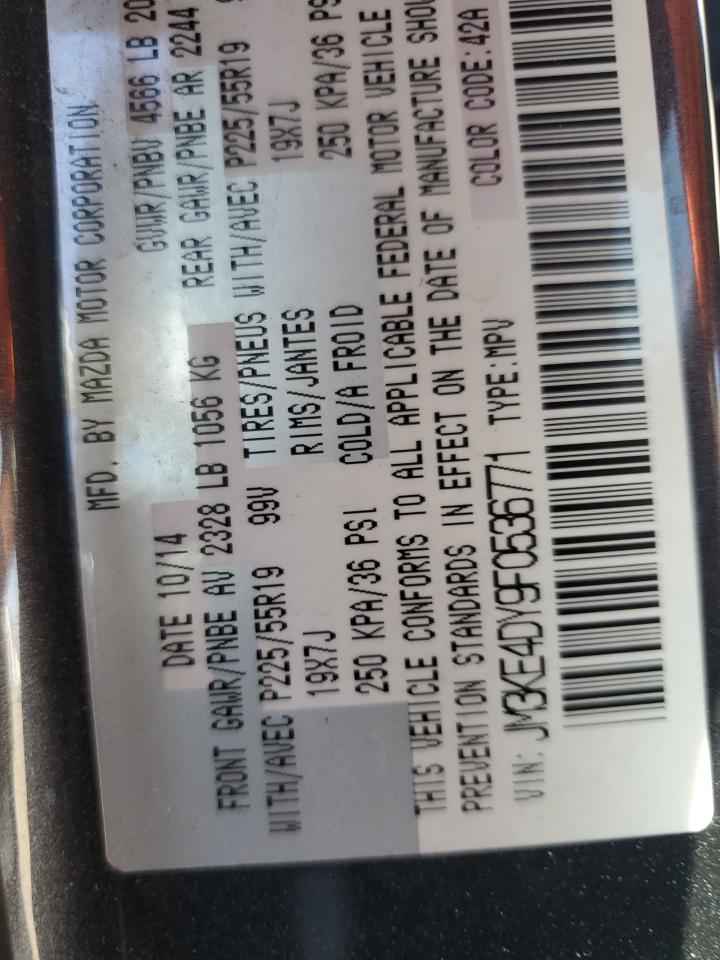 MFD. BY MAZDA MOTOR CORPORATION
DATE 10/14 GVWR/PNBV 4566 LB 20
FRONT GAWR/PNBE AV 2328 LB 1056 KG REAR GAWR/PNBE AR 2244
WITH/AVEC P225/55R19 99V TIRES/PNEUS WITH/AVEC P225/55R19
19X7J RIMS/JANTES 19X7J
250 KPA/36 PSI COLD/A FROID 250 KPA/36 PS
THIS VEHICLE CONFORMS TO ALL APPLICABLE FEDERAL MOTOR VEHICLE
PREVENTION STANDARDS IN EFFECT ON THE DATE OF MANUFACTURE SHOW
VIN: JM3KE4DY9F0536771 TYPE:MPV COLOR CODE:42A